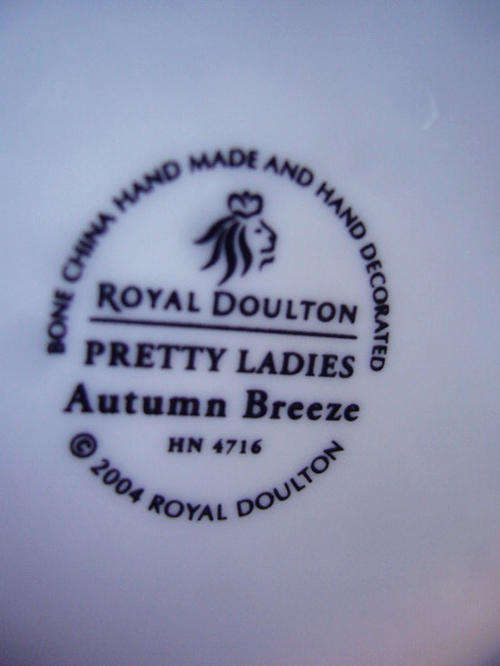 BONE CHINA HAND MADE AND HAND DECORATED
ROYAL DOULTON
PRETTY LADIES
Autumn Breeze
HN 4716
© 2004 ROYAL DOULTON